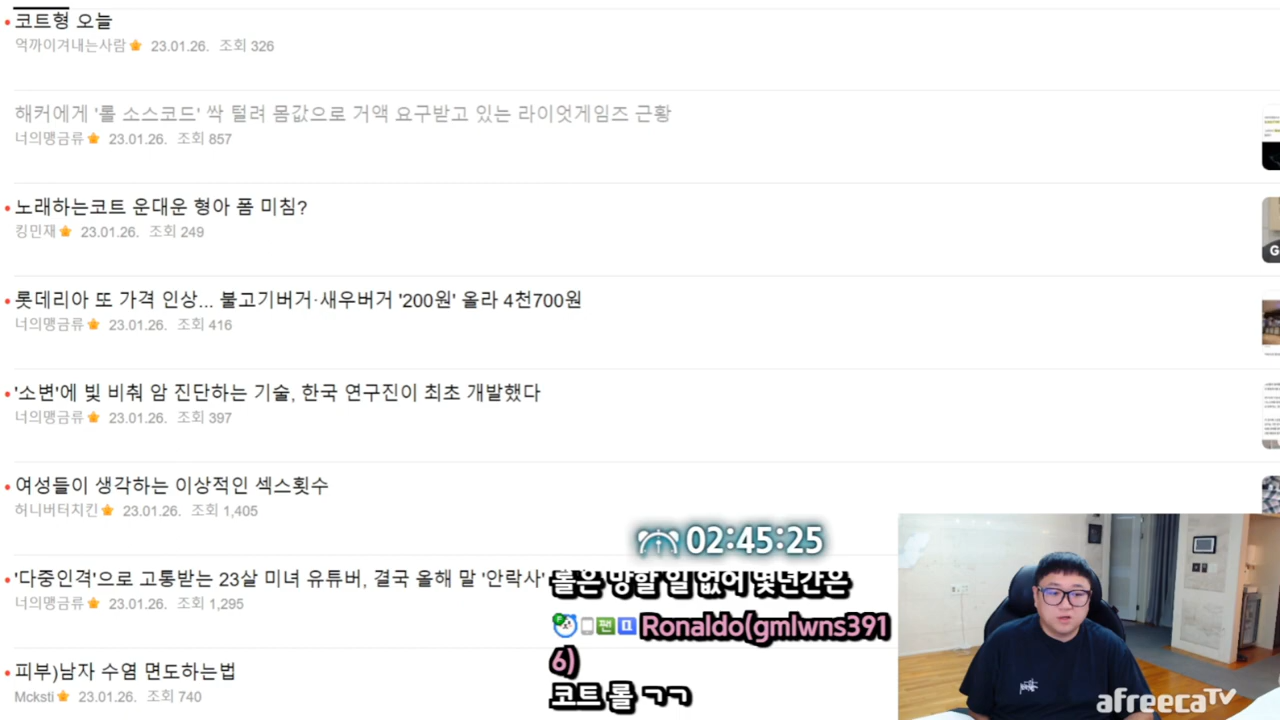 코트형 오늘
억까이겨내는사람 23.01.26. 조회 326
해커에게 '롤 소스코드' 싹 털려 몸값으로 거액 요구받고 있는 라이엇게임즈 근황
너의맹금류 23.01.26. 조회 857
노래하는코트 운대운 형아 폼 미침?
킹민재 23.01.26. 조회 249
G
롯데리아 또 가격 인상... 불고기버거·새우버거 '200원' 올라 4천700원
너의맹금류 23.01.26. 조회 416
'소변'에 빛 비춰 암 진단하는 기술, 한국 연구진이 최초 개발했다
너의맹금류 23.01.26. 조회 397
여성들이 생각하는 이상적인 섹스횟수
허니버터치킨 23.01.26. 조회 1,405
02:45:25
'다중인격'으로 고통받는 23살 미녀 유튜버, 결국 올해 말 '안락사'
너의맹금류 23.01.26. 조회 1,295
롤은 망할 일 없어 몇년간은
팬 Ronaldo(gmlwns391
6)
코트 롤 ㄱㄱ
피부)남자 수염 면도하는법
Mcksti 23.01.26. 조회 740
afreecaTV